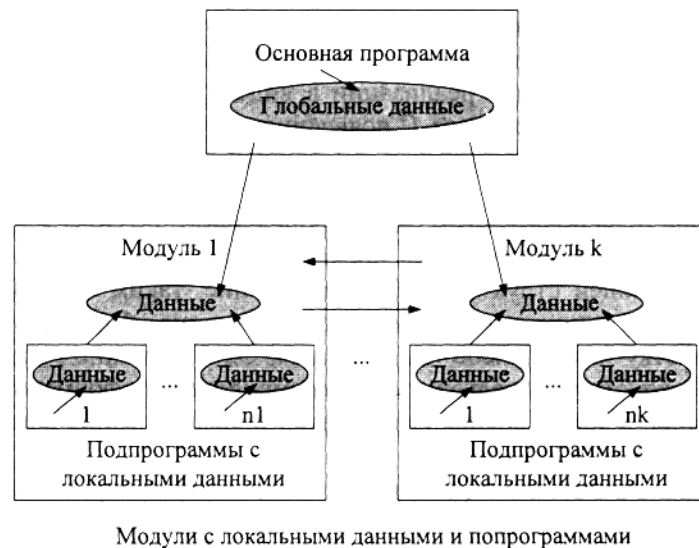 Основная программа
Глобальные данные
Модуль 1
Данные
Данные
1
...
Данные
n1
Подпрограммы с
локальными данными
...
Модуль k
Данные
Данные
1
...
Данные
nk
Подпрограммы с
локальными данными
Модули с локальными данными и попрограммами